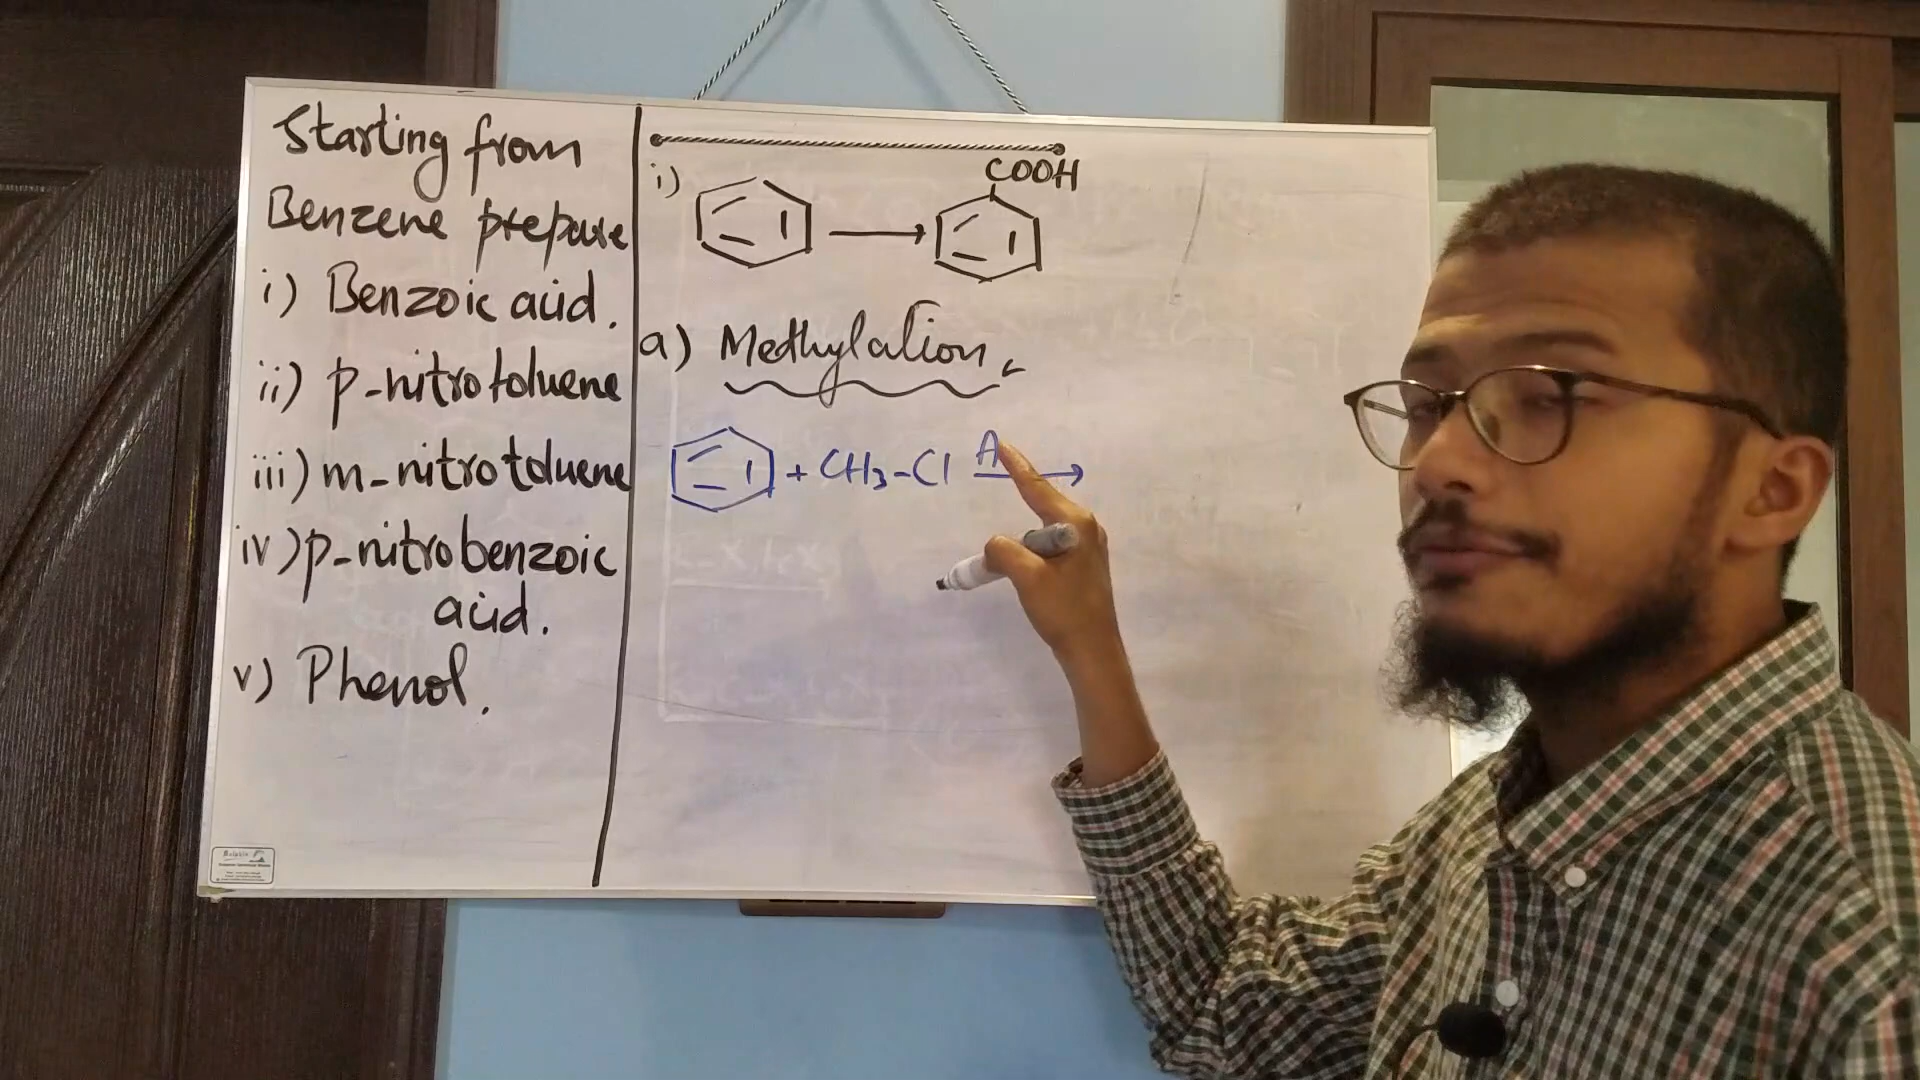 Starting from
Benzene prepare
i) Benzoic acid.
ii) p-nitrotoluene
iii) m-nitrotoluene
iv) p-nitrobenzoic
acid.
v) Phenol.
i)
COOH
a) Methylation
+ CH₃-Cl A